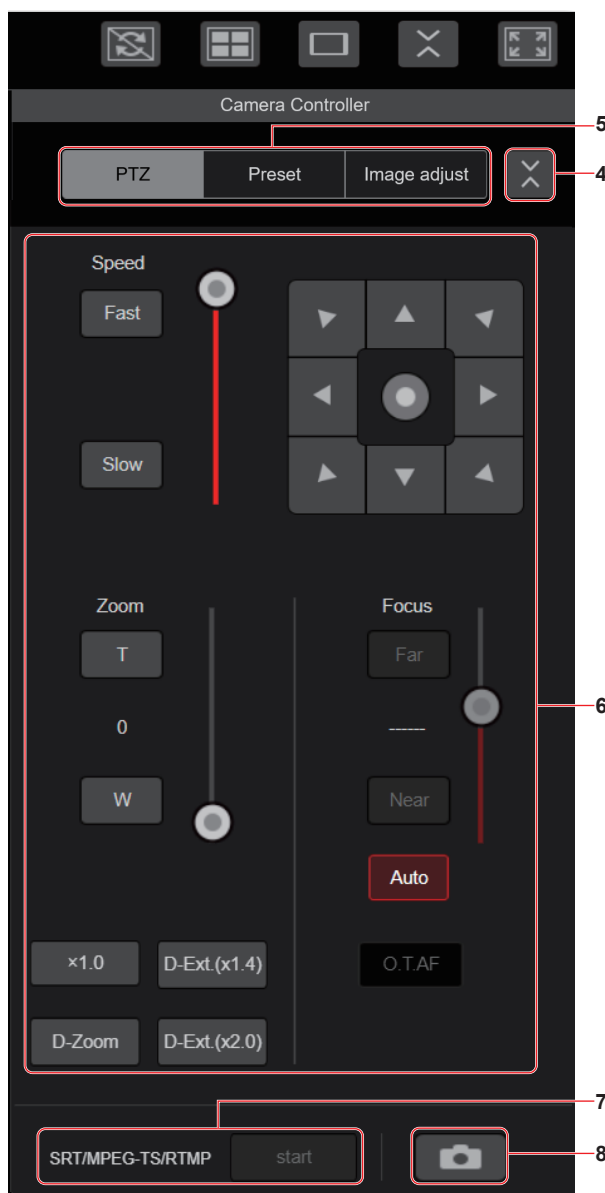 Camera Controller
5
PTZ Preset Image adjust
4
Speed
Fast
Slow
Zoom Focus
T Far
0 ------
6
W Near
Auto
×1.0 D-Ext.(x1.4) O.T.AF
D-Zoom D-Ext.(x2.0)
7
SRT/MPEG-TS/RTMP start
8